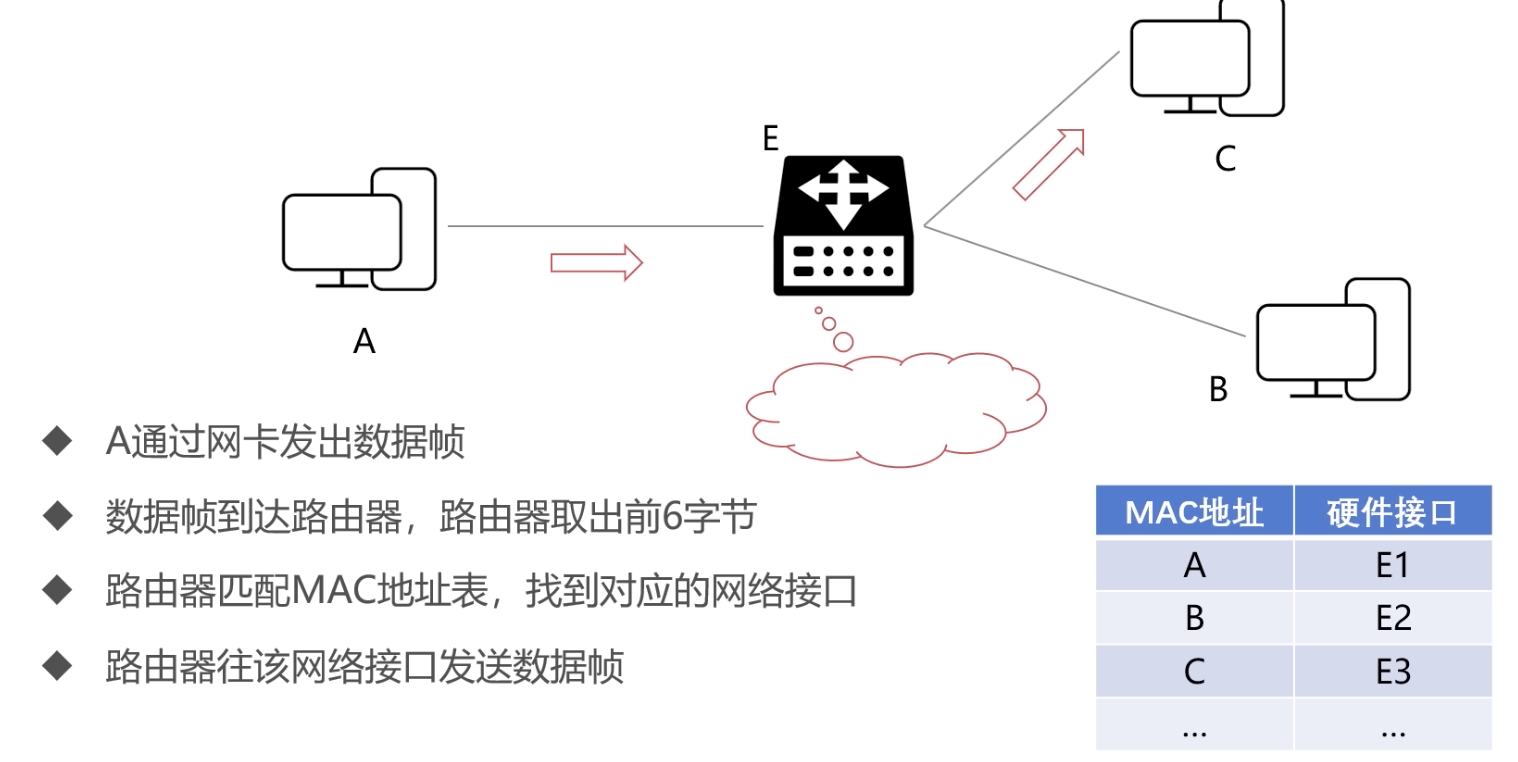 E
C
A
B
◆ A通过网卡发出数据帧
◆ 数据帧到达路由器，路由器取出前6字节
◆ 路由器匹配MAC地址表，找到对应的网络接口
◆ 路由器往该网络接口发送数据帧
MAC地址 硬件接口
A E1
B E2
C E3
... ...